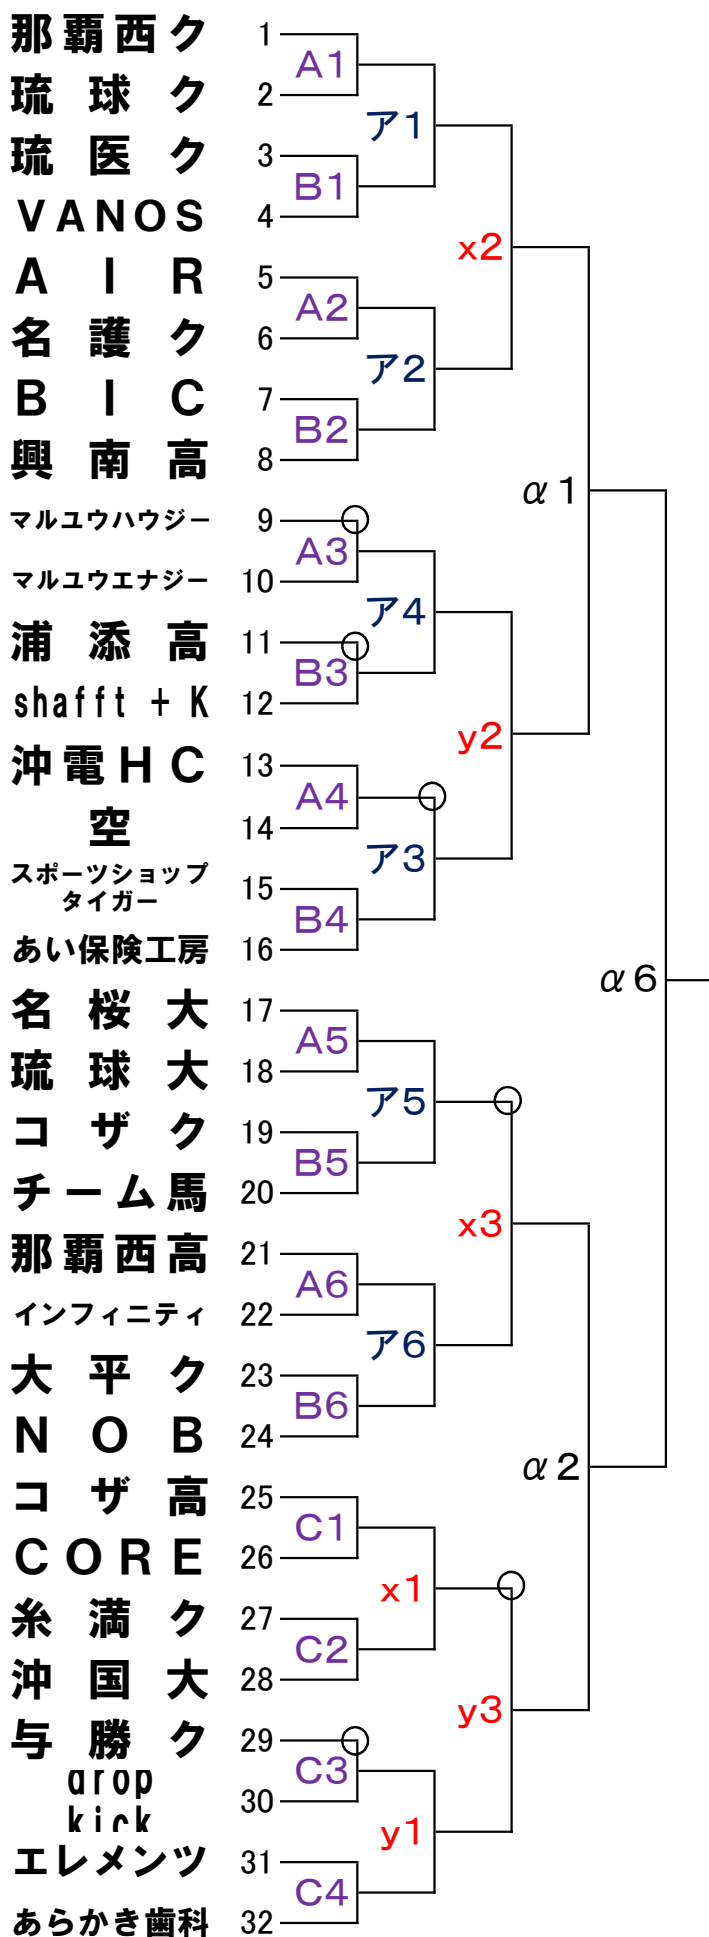 那覇西ク 1
A1
琉球ク 2
ア1
琉医ク 3
B1
VANOS 4
x2
AIR 5
A2
名護ク 6
ア2
BIC 7
B2
興南高 8
α1
マルユウハウジー 9
A3
マルユウエナジー 10
ア4
浦添高 11
B3
shafft + K 12
y2
沖電HC 13
A4
空 14
ア3
スポーツショップ
タイガー 15
B4
あい保険工房 16
α6
名桜大 17
A5
琉球大 18
ア5
コザク 19
B5
チーム馬 20
x3
那覇西高 21
A6
インフィニティ 22
ア6
大平ク 23
B6
NOB 24
α2
コザ高 25
C1
CORE 26
x1
糸満ク 27
C2
沖国大 28
y3
与勝ク 29
C3
drop
kick 30
y1
エレメンツ 31
C4
あらかき歯科 32